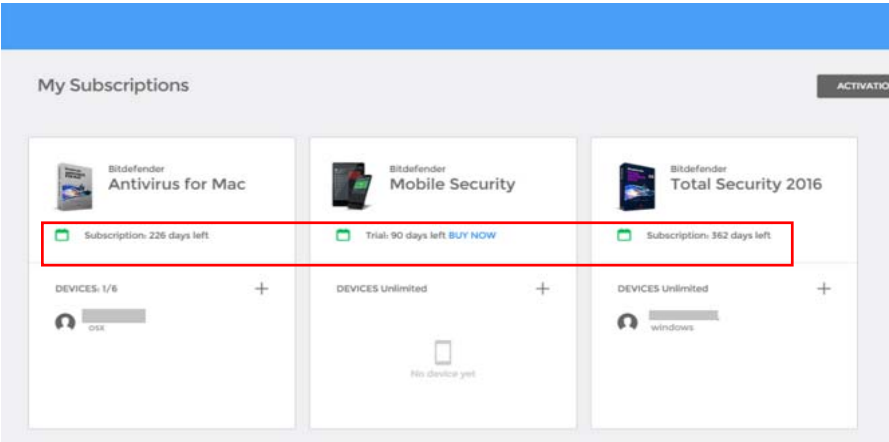 My Subscriptions
ACTIVATIO
Bitdefender
Antivirus for Mac
Subscription: 226 days left
DEVICES: 1/6
osx
Bitdefender
Mobile Security
Trial: 90 days left BUY NOW
DEVICES Unlimited
No device yet
Bitdefender
Total Security 2016
Subscription: 362 days left
DEVICES Unlimited
windows